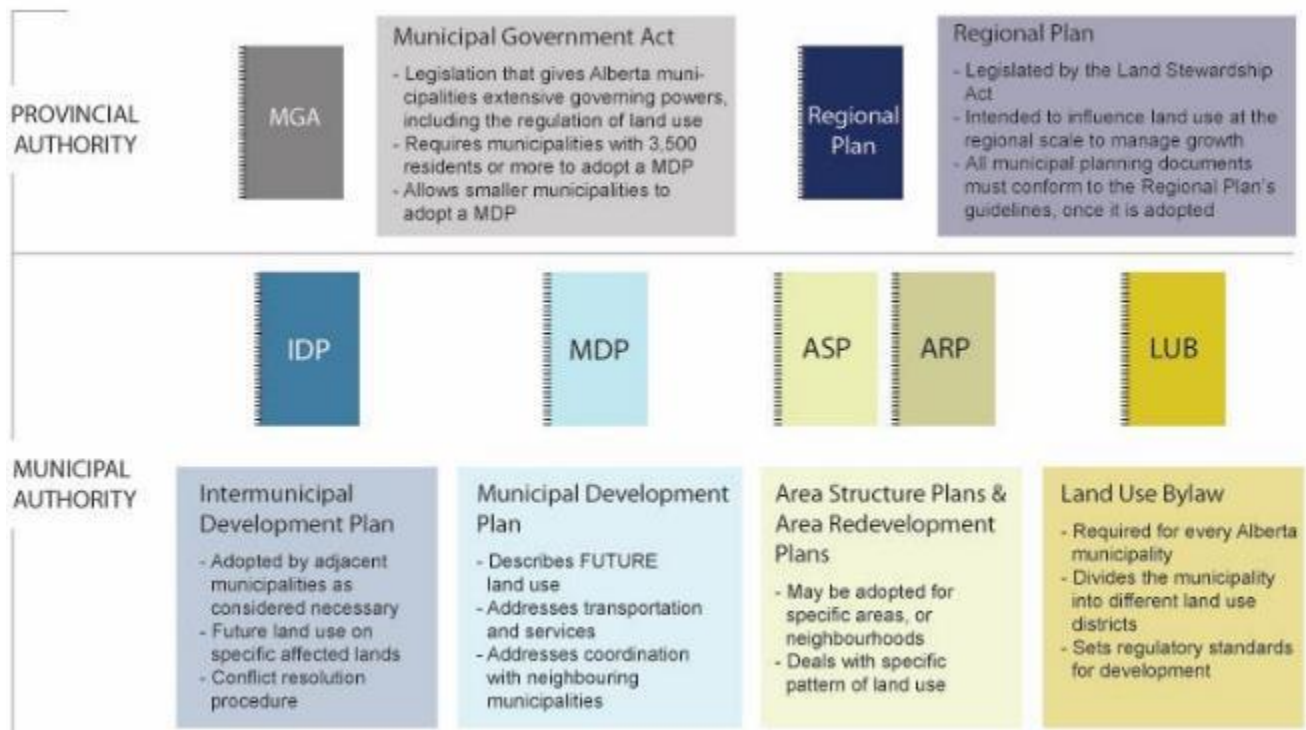 PROVINCIAL
AUTHORITY
MGA
Municipal Government Act
- Legislation that gives Alberta muni-
cipalities extensive governing powers,
including the regulation of land use
- Requires municipalities with 3,500
residents or more to adopt a MDP
- Allows smaller municipalities to
adopt a MDP
Regional
Plan
Regional Plan
- Legislated by the Land Stewardship
Act
- Intended to influence land use at the
regional scale to manage growth
- All municipal planning documents
must conform to the Regional Plan's
guidelines, once it is adopted
MUNICIPAL
AUTHORITY
IDP
MDP
ASP
ARP
LUB
Intermunicipal
Development Plan
- Adopted by adjacent
municipalities as
considered necessary
- Future land use on
specific affected lands
- Conflict resolution
procedure
Municipal Development
Plan
- Describes FUTURE
land use
- Addresses transportation
and services
- Addresses coordination
with neighbouring
municipalities
Area Structure Plans &
Area Redevelopment
Plans
- May be adopted for
specific areas, or
neighbourhoods
- Deals with specific
pattern of land use
Land Use Bylaw
- Required for every Alberta
municipality
- Divides the municipality
into different land use
districts
- Sets regulatory standards
for development